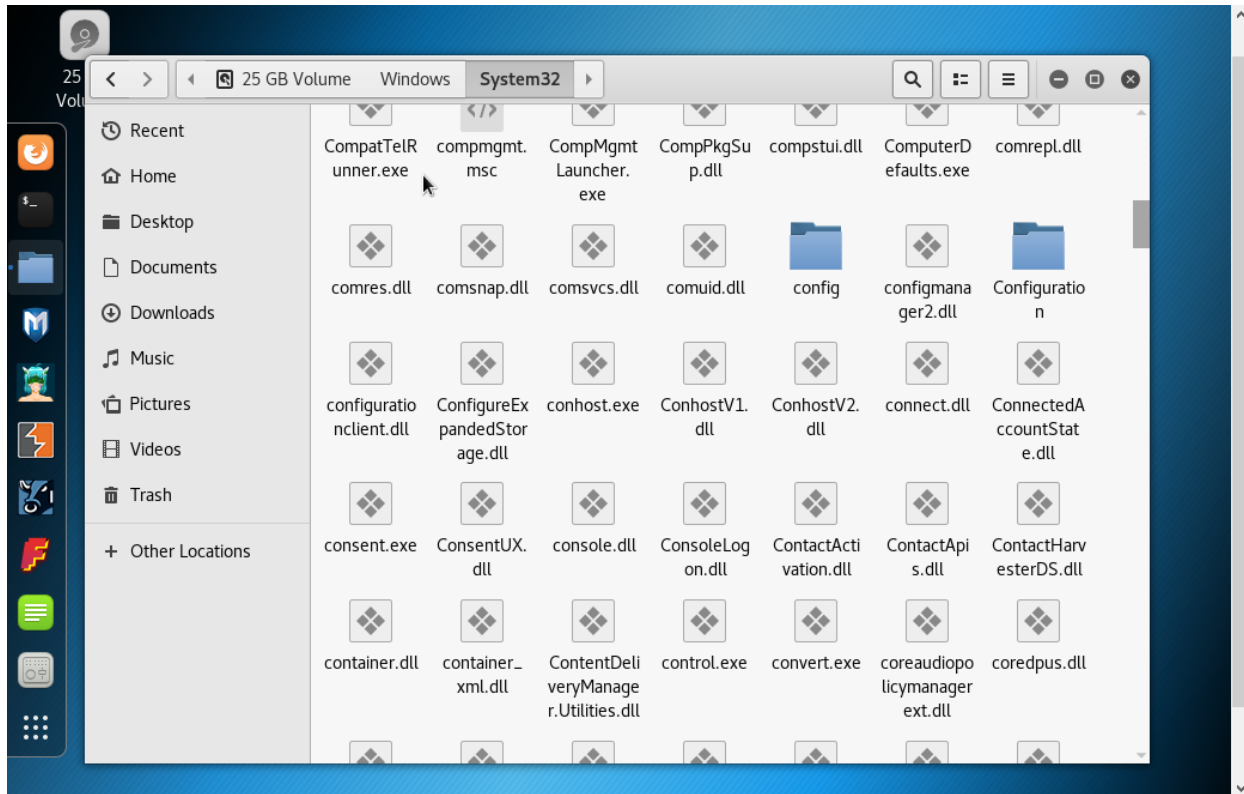 25
Volu
25 GB Volume Windows System32
Recent
Home
Desktop
Documents
Downloads
Music
Pictures
Videos
Trash
+ Other Locations
CompatTelR compmgmt. CompMgmt CompPkgSu compstui.dll ComputerD comrepl.dll
unner.exe msc Launcher. p.dll efaults.exe
exe
comres.dll comsnap.dll comsvcs.dll comuid.dll config configmana Configuratio
ger2.dll n
configuratio ConfigureEx conhost.exe ConhostV1. ConhostV2. connect.dll ConnectedA
nclient.dll pandedStor dll dll ccountStat
age.dll e.dll
consent.exe ConsentUX. console.dll ConsoleLog ContactActi ContactApi ContactHarv
dll on.dll vation.dll s.dll esterDS.dll
container.dll container_ ContentDeli control.exe convert.exe coreaudiopo coredpus.dll
xml.dll veryManage licymanager
r.Utilities.dll ext.dll